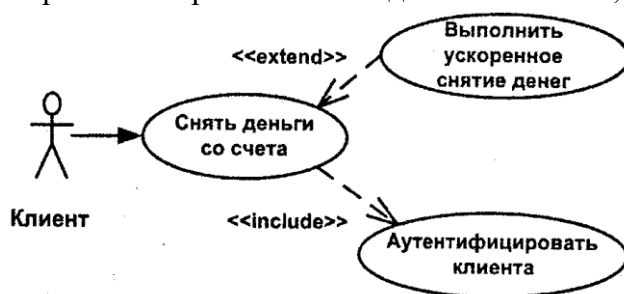 Выполнить
ускоренное
снятие денег
<<extend>>
Снять деньги
со счета
Клиент
<<include>>
Аутентифицировать
клиента